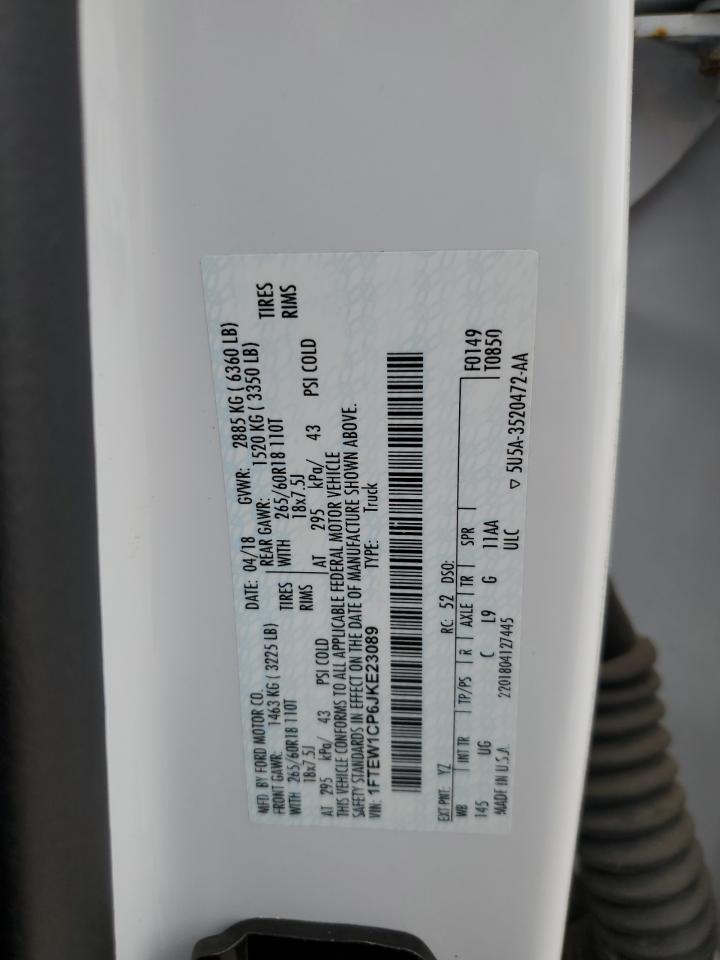 MFD. BY FORD MOTOR CO.
DATE: 04/18 GVWR: 2885 KG ( 6360 LB)
FRONT GAWR: 1463 KG ( 3225 LB) REAR GAWR: 1520 KG ( 3350 LB)
WITH 265/60R18 110T TIRES WITH 265/60R18 110T TIRES
18x7.5J RIMS 18x7.5J RIMS
AT 295 kPa/ 43 PSI COLD AT 295 kPa/ 43 PSI COLD
THIS VEHICLE CONFORMS TO ALL APPLICABLE FEDERAL MOTOR VEHICLE
SAFETY STANDARDS IN EFFECT ON THE DATE OF MANUFACTURE SHOWN ABOVE.
VIN: 1FTEW1CP6JKE23089 TYPE: Truck
EXT PNT: YZ RC: 52 DSO: F0149
WB INT TR TP/PS R AXLE TR SPR T0850
145 UG C L9 G 11AA
MADE IN U.S.A. 2201804127445 ULC ▽ 5U5A-3520472-AA